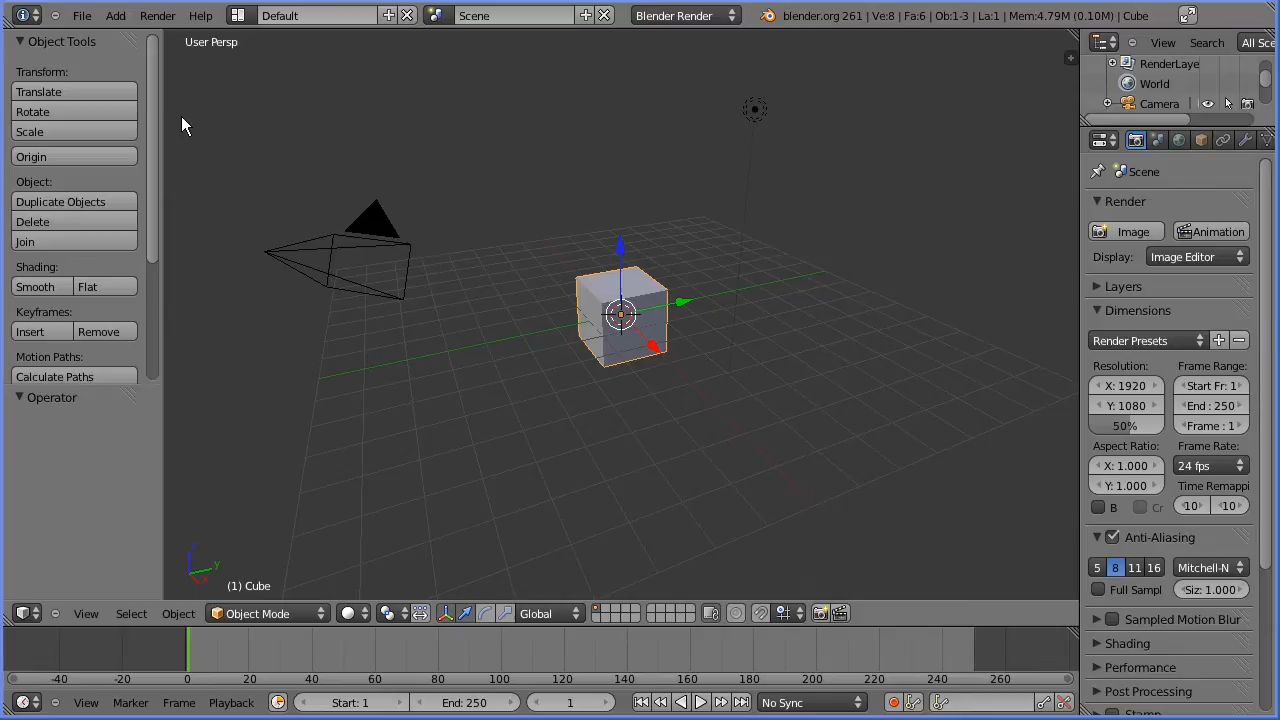 File Add Render Help Default Scene Blender Render blender.org 261 | Ve:8 | Fa:6 | Ob:1-3 | La:1 | Mem:4.79M (0.10M) | Cube
Object Tools
Transform:
Translate
Rotate
Scale
Origin
Object:
Duplicate Objects
Delete
Join
Shading:
Smooth Flat
Keyframes:
Insert Remove
Motion Paths:
Calculate Paths
Operator
User Persp
z
y
x
(1) Cube
View Select Object Object Mode Global
-40 -20 0 20 40 60 80 100 120 140 160 180 200 220 240 260
View Marker Frame Playback Start: 1 End: 250 1 No Sync
View Search All Sce
RenderLaye
World
Camera
Scene
Render
Image Animation
Display: Image Editor
Layers
Dimensions
Render Presets
Resolution: Frame Range:
X: 1920 Start Fr: 1
Y: 1080 End : 250
50% Frame : 1
Aspect Ratio: Frame Rate:
X: 1.000 24 fps
Y: 1.000 Time Remappi
B Cr 10 10
Anti-Aliasing
5 8 11 16 Mitchell-N
Full Sampl Siz: 1.000
Sampled Motion Blur
Shading
Performance
Post Processing